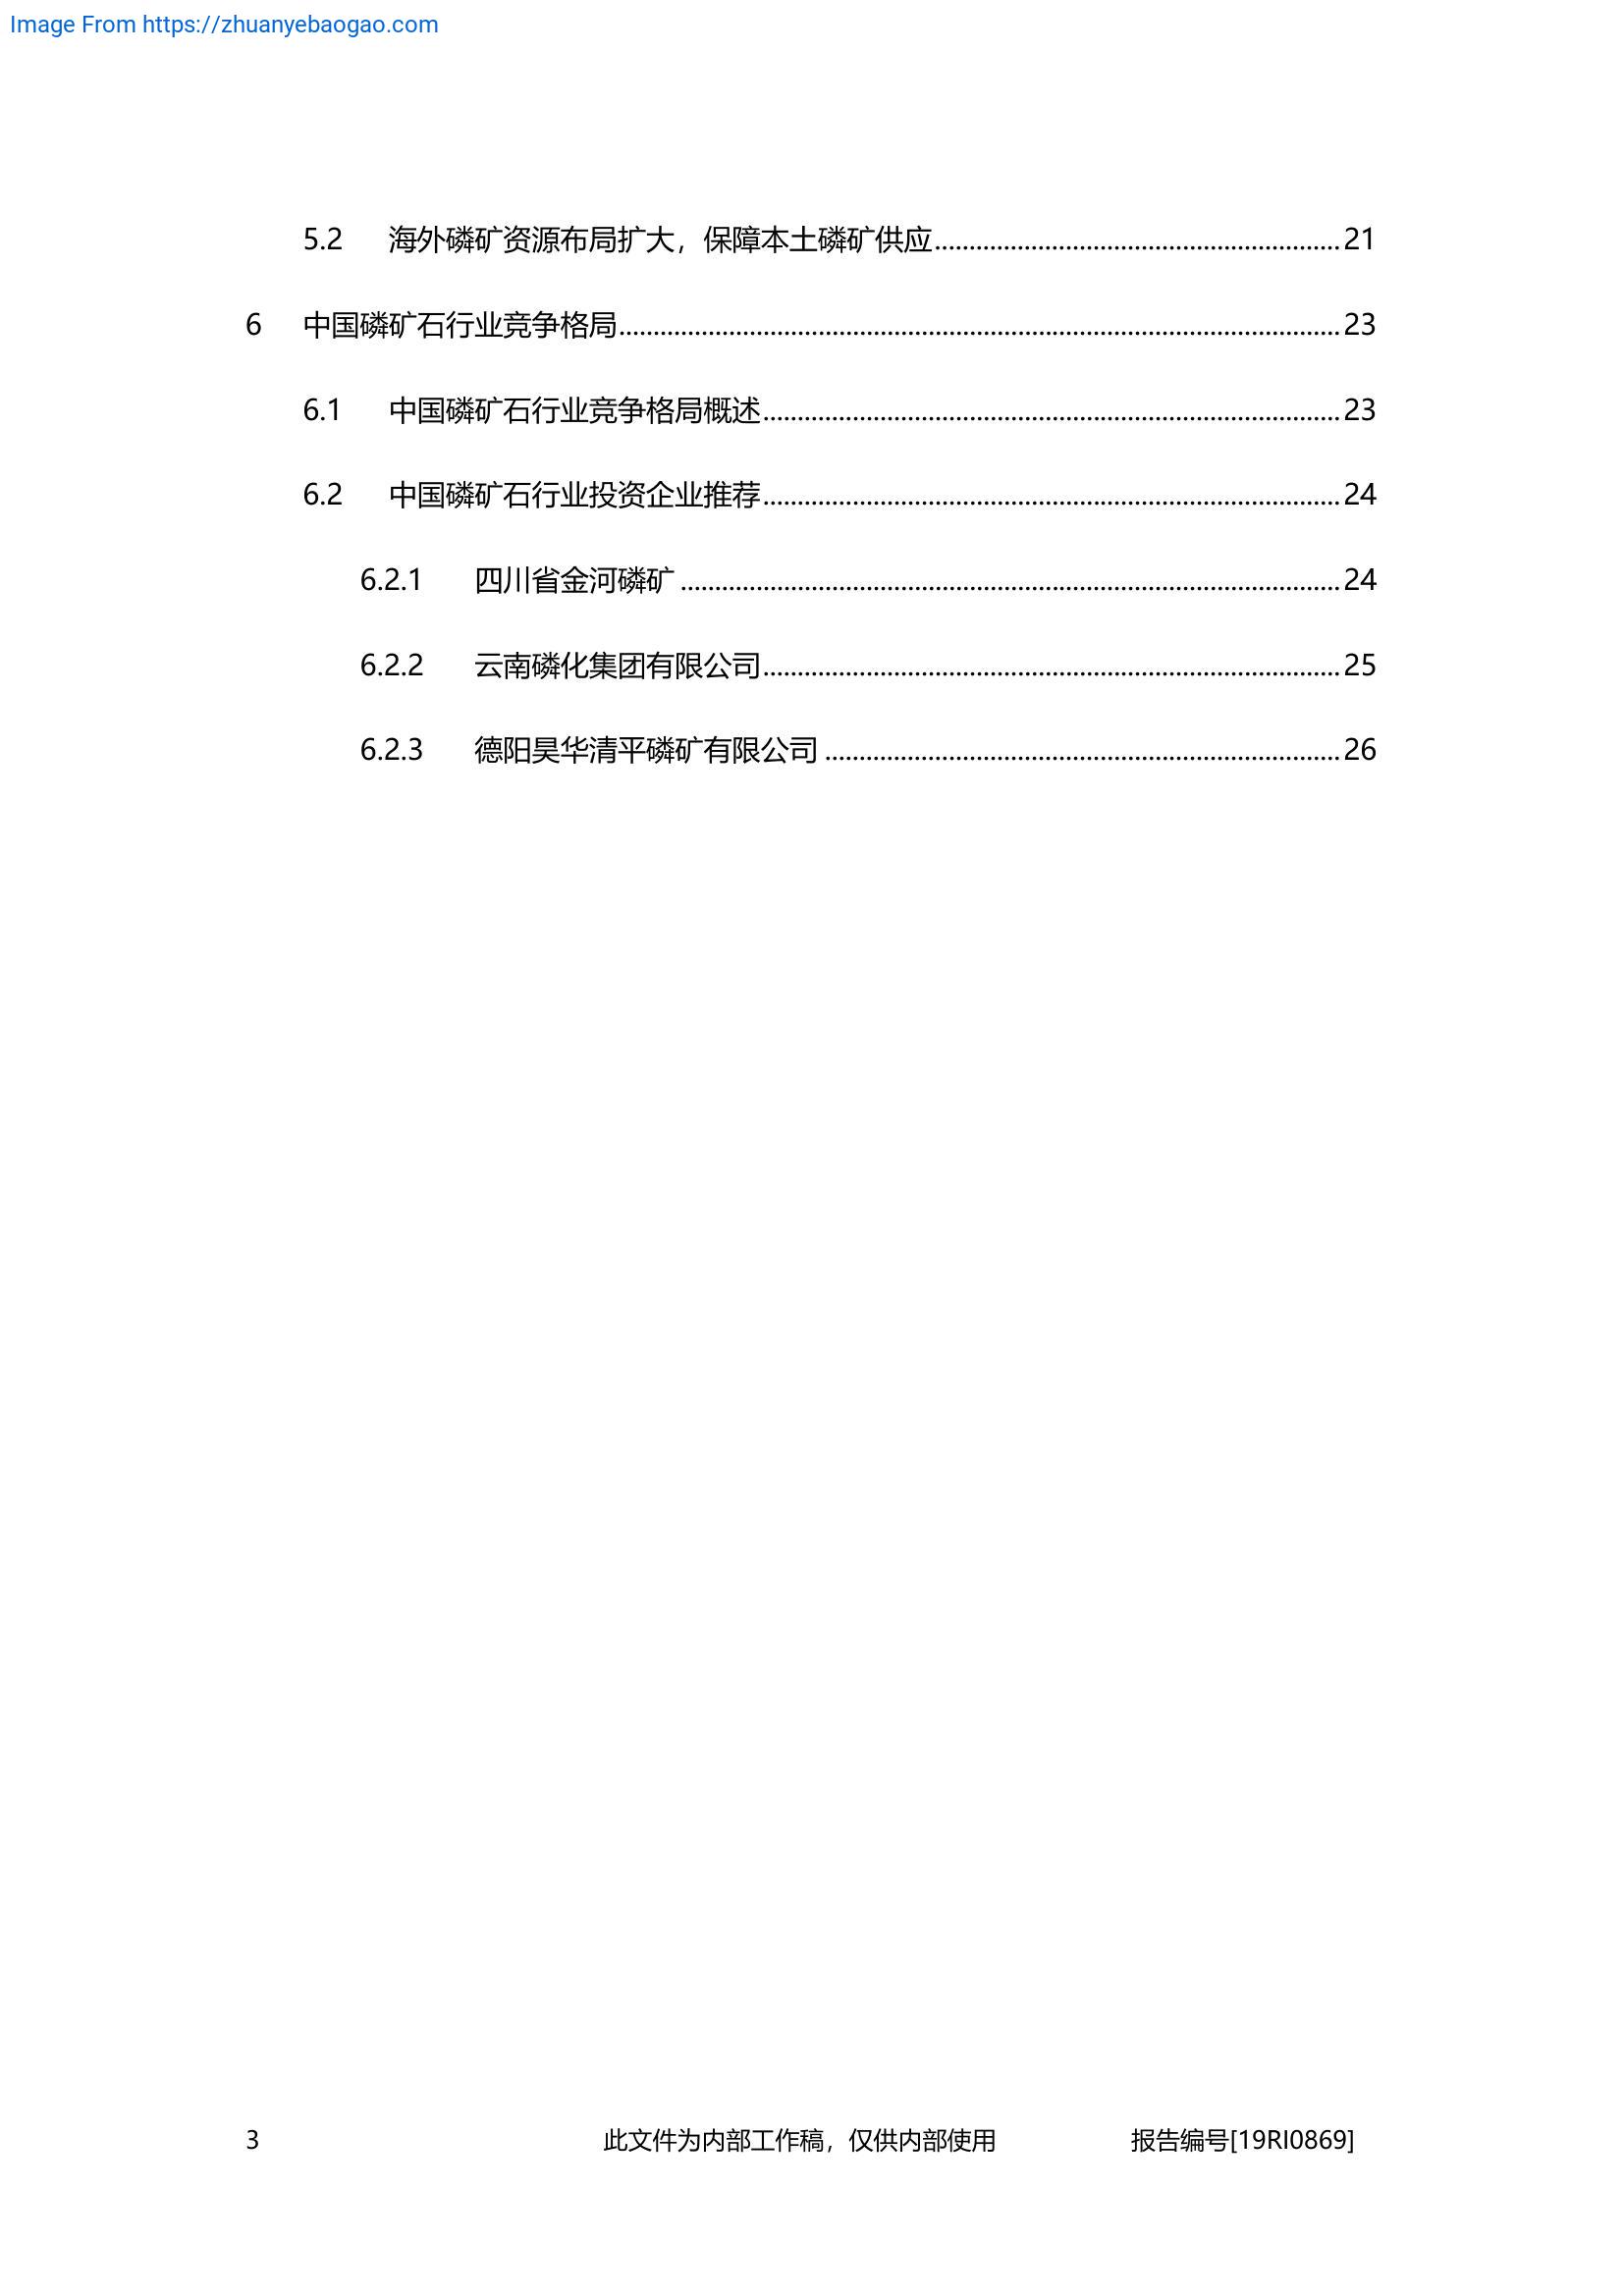 Image From https://zhuanyebaogao.com
5.2 海外磷矿资源布局扩大，保障本土磷矿供应 21
6 中国磷矿石行业竞争格局 23
6.1 中国磷矿石行业竞争格局概述 23
6.2 中国磷矿石行业投资企业推荐 24
6.2.1 四川省金河磷矿 24
6.2.2 云南磷化集团有限公司 25
6.2.3 德阳昊华清平磷矿有限公司 26
3 此文件为内部工作稿，仅供内部使用 报告编号[19RI0869]